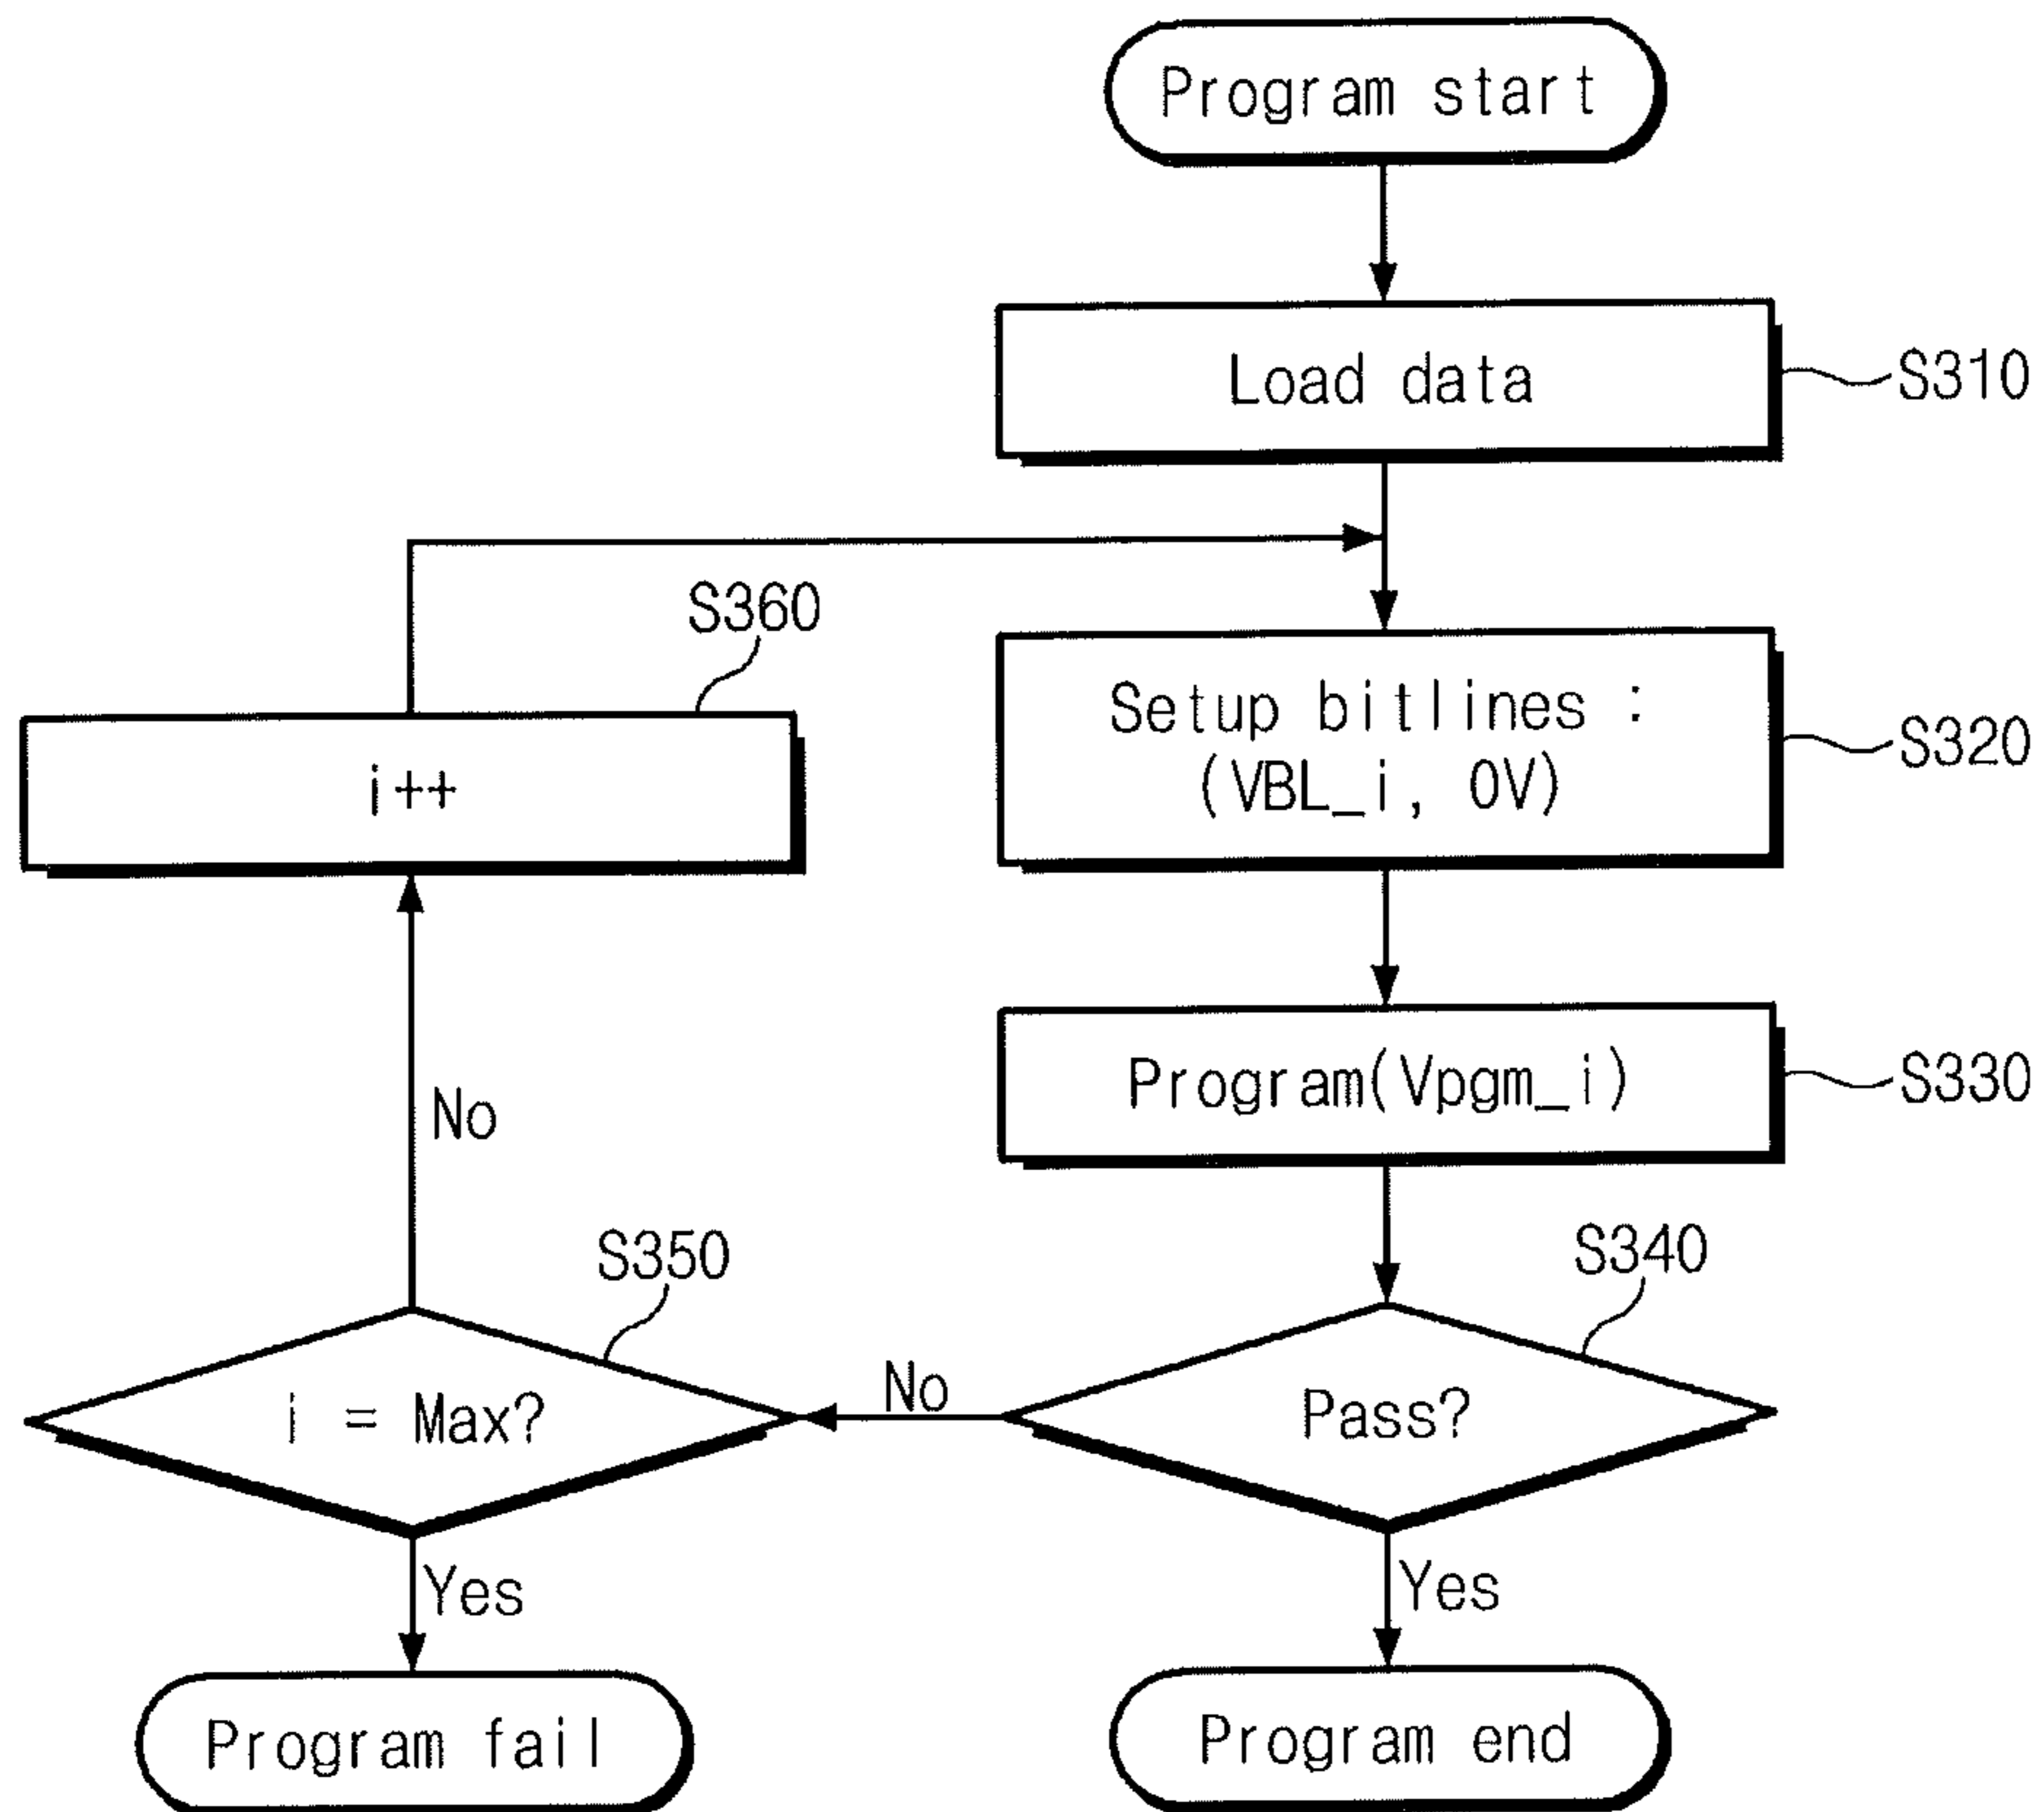 Program start
Load data
S310
S360
Setup bitlines :
(VBL_i, 0V)
S320
i++
Program(Vpgm_i)
S330
No
S350
S340
i = Max?
No
Pass?
Yes
Yes
Program fail
Program end